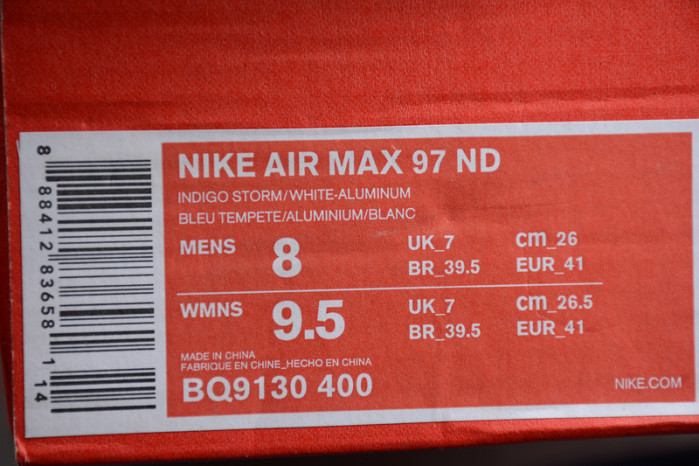 NIKE AIR MAX 97 ND
INDIGO STORM/WHITE-ALUMINUM
BLEU TEMPETE/ALUMINIUM/BLANC
MENS 8 UK_7 cm_26
BR_39.5 EUR_41
WMNS 9.5 UK_7 cm_26.5
BR_39.5 EUR_41
MADE IN CHINA
FABRIQUE EN CHINE_HECHO EN CHINA
BQ9130 400
NIKE.COM
8 88412 83658 1 14